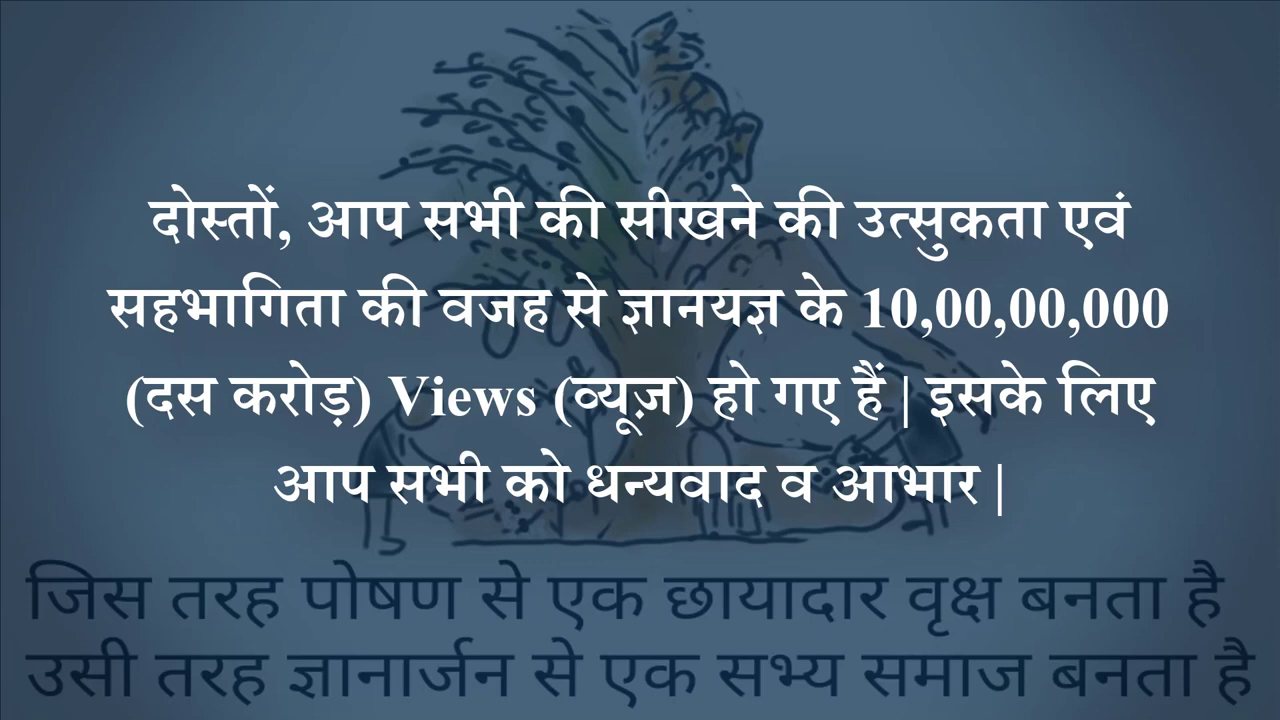 दोस्तों, आप सभी की सीखने की उत्सुकता एवं
सहभागिता की वजह से ज्ञानयज्ञ के 10,00,00,000
(दस करोड़) Views (व्यूज़) हो गए हैं | इसके लिए
आप सभी को धन्यवाद व आभार |
जिस तरह पोषण से एक छायादार वृक्ष बनता है
उसी तरह ज्ञानार्जन से एक सभ्य समाज बनता है